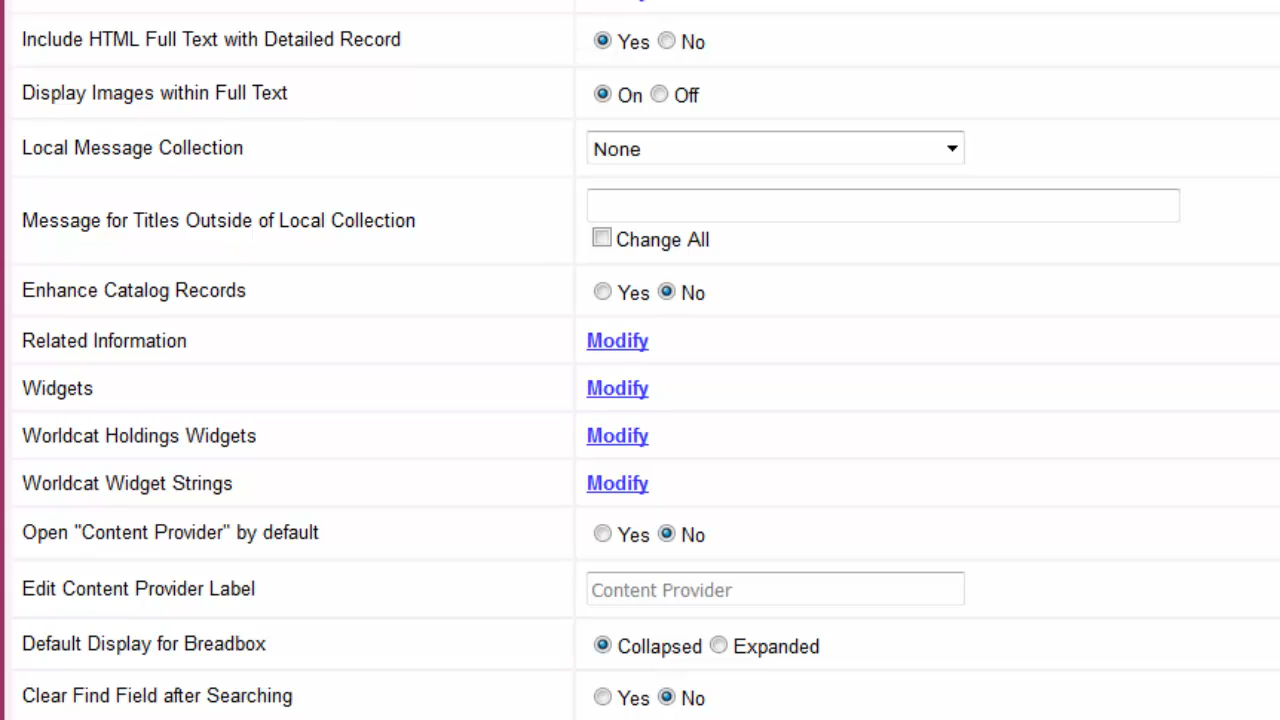 Include HTML Full Text with Detailed Record
Yes No
Display Images within Full Text
On Off
Local Message Collection
None
Message for Titles Outside of Local Collection
Change All
Enhance Catalog Records
Yes No
Related Information
Modify
Widgets
Modify
Worldcat Holdings Widgets
Modify
Worldcat Widget Strings
Modify
Open "Content Provider" by default
Yes No
Edit Content Provider Label
Content Provider
Default Display for Breadbox
Collapsed Expanded
Clear Find Field after Searching
Yes No